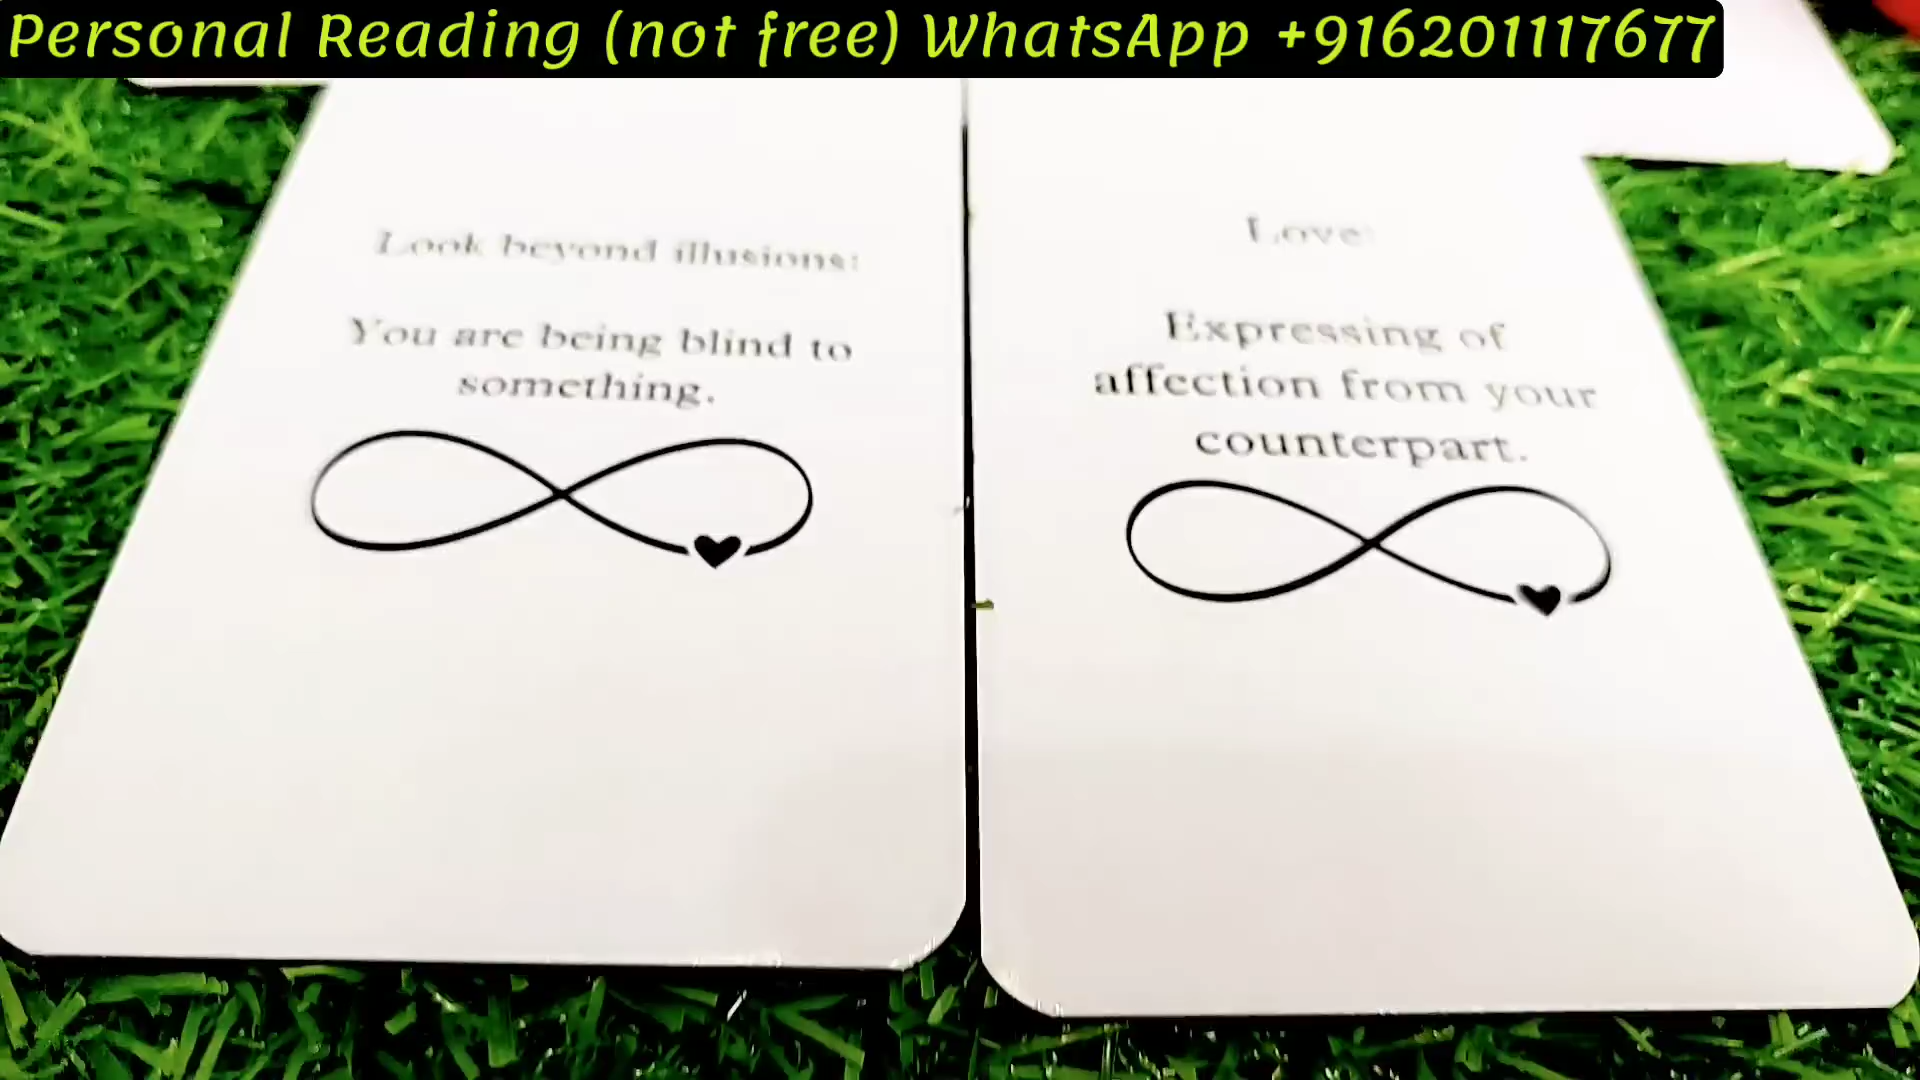 Personal Reading (not free) WhatsApp +916201117677
Look beyond illusions:
You are being blind to
something.
Love:
Expressing of
affection from your
counterpart.